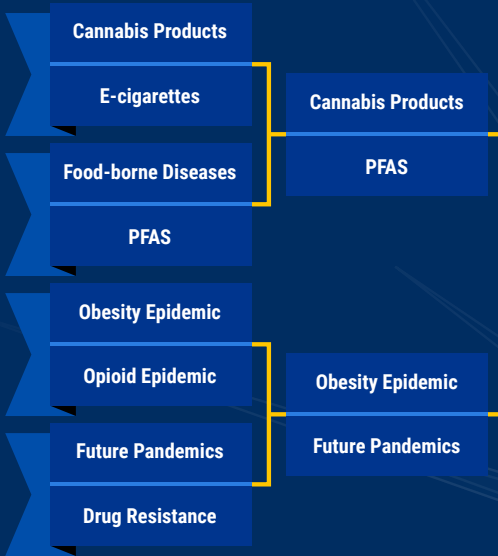 Cannabis Products
E-cigarettes
Food-borne Diseases
PFAS
Obesity Epidemic
Opioid Epidemic
Future Pandemics
Drug Resistance
Cannabis Products
PFAS
Obesity Epidemic
Future Pandemics